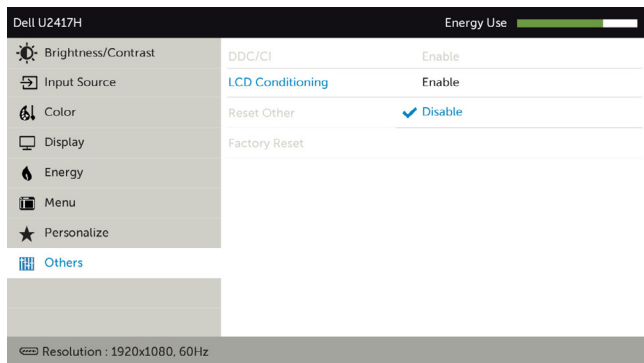 Dell U2417H Energy Use
Brightness/Contrast DDC/CI Enable
Input Source LCD Conditioning Enable
Color Reset Other Disable
Display Factory Reset
Energy
Menu
Personalize
Others
Resolution : 1920x1080, 60Hz